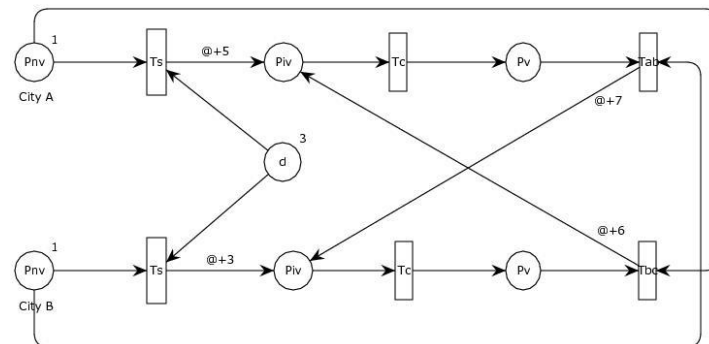 1
Pnv
Ts
@+5
Piv
Tc
Pv
Tab
City A
@+7
3
d
@+6
1
Pnv
Ts
@+3
Piv
Tc
Pv
Tbc
City B